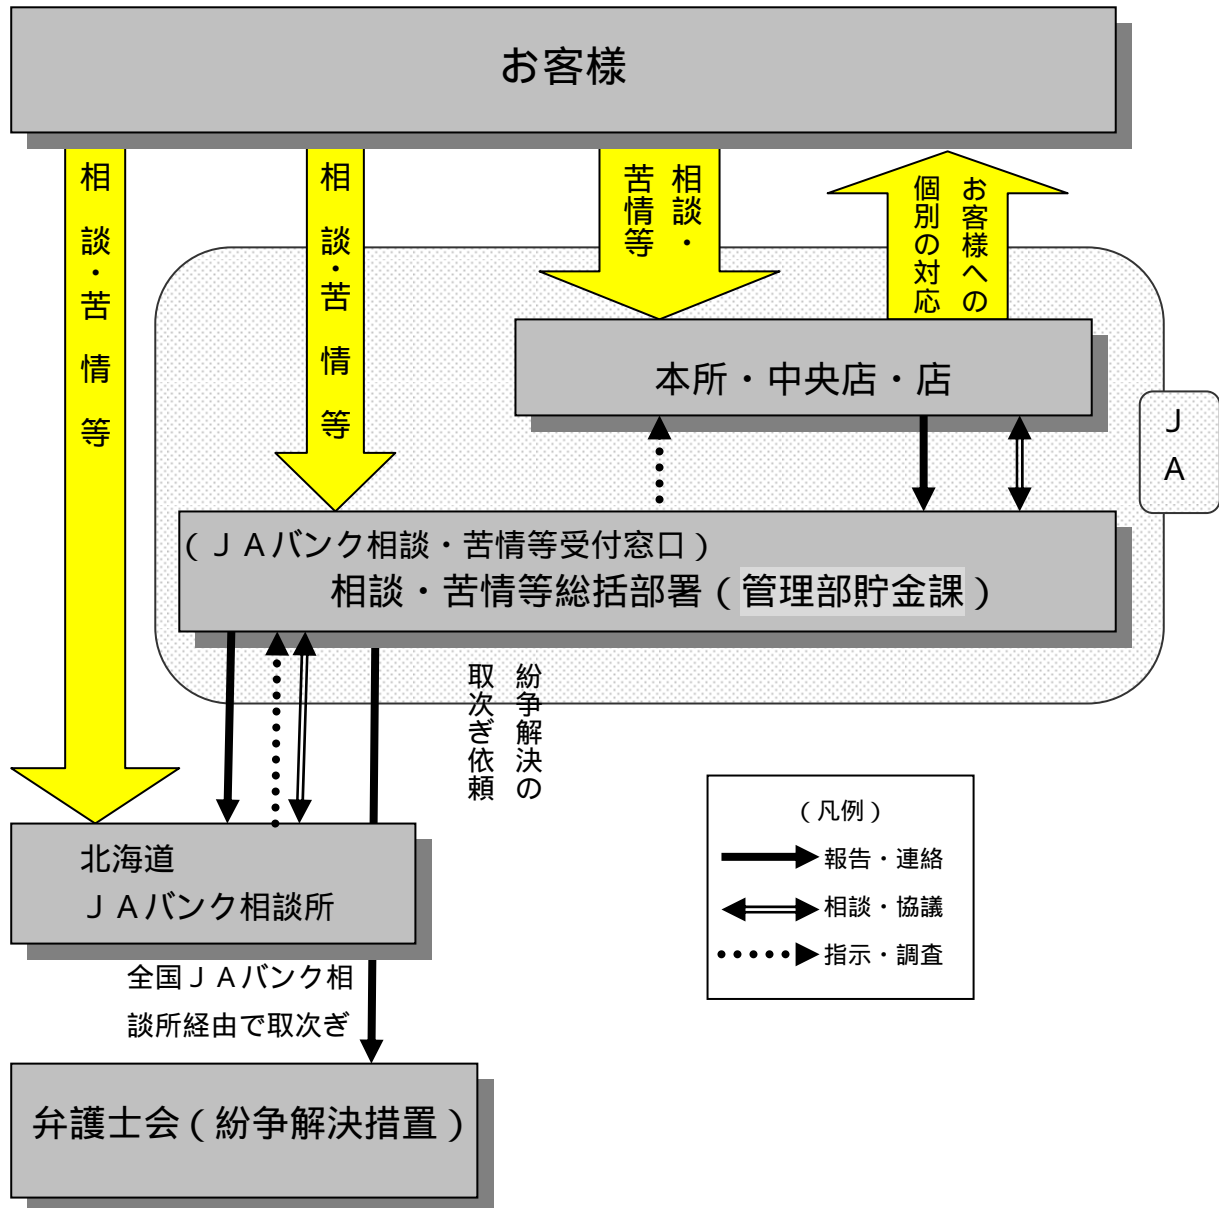 お客様
相談・苦情等
相談・苦情等
相談・
苦情等
お客様への
個別の対応
本所・中央店・店
ＪＡ
（ＪＡバンク相談・苦情等受付窓口）
相談・苦情等総括部署（管理部貯金課）
紛争解決の
取次ぎ依頼
（凡例）
報告・連絡
相談・協議
指示・調査
北海道
ＪＡバンク相談所
全国ＪＡバンク相
談所経由で取次ぎ
弁護士会（紛争解決措置）